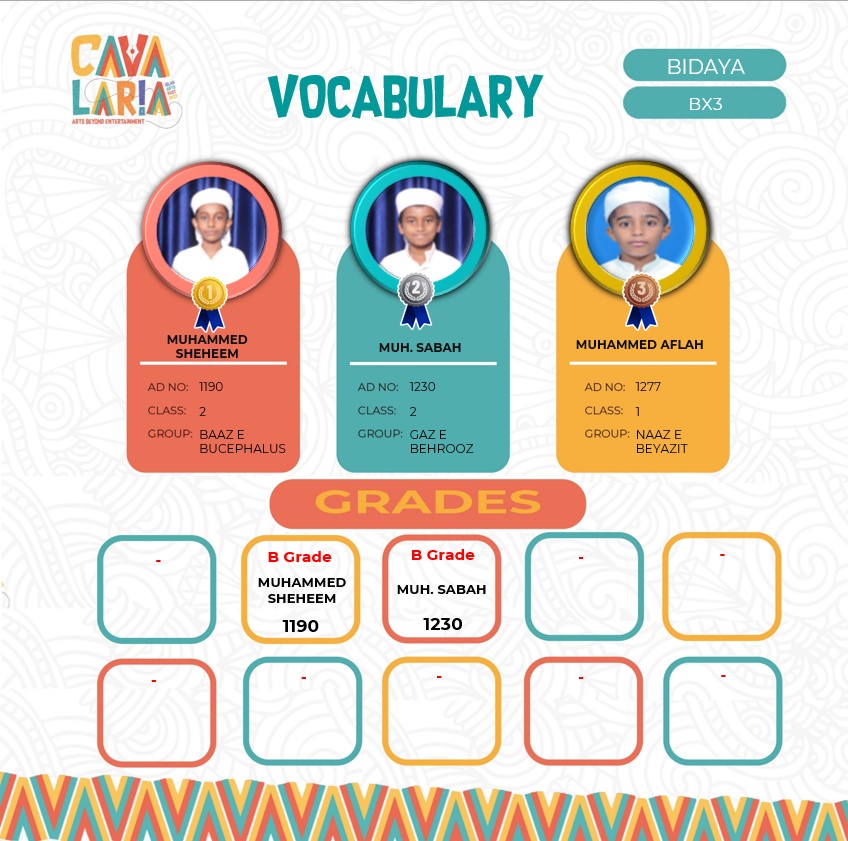 CAVA
LARIA
ARTS BEYOND ENTERTAINMENT
VOCABULARY
BIDAYA
BX3
1
MUHAMMED
SHEHEEM
AD NO: 1190
CLASS: 2
GROUP: BAAZ E
BUCEPHALUS
2
MUH. SABAH
AD NO: 1230
CLASS: 2
GROUP: GAZ E
BEHROOZ
3
MUHAMMED AFLAH
AD NO: 1277
CLASS: 1
GROUP: NAAZ E
BEYAZIT
GRADES
-
B Grade
MUHAMMED
SHEHEEM
1190
B Grade
MUH. SABAH
1230
-
-
-
-
-
-
-